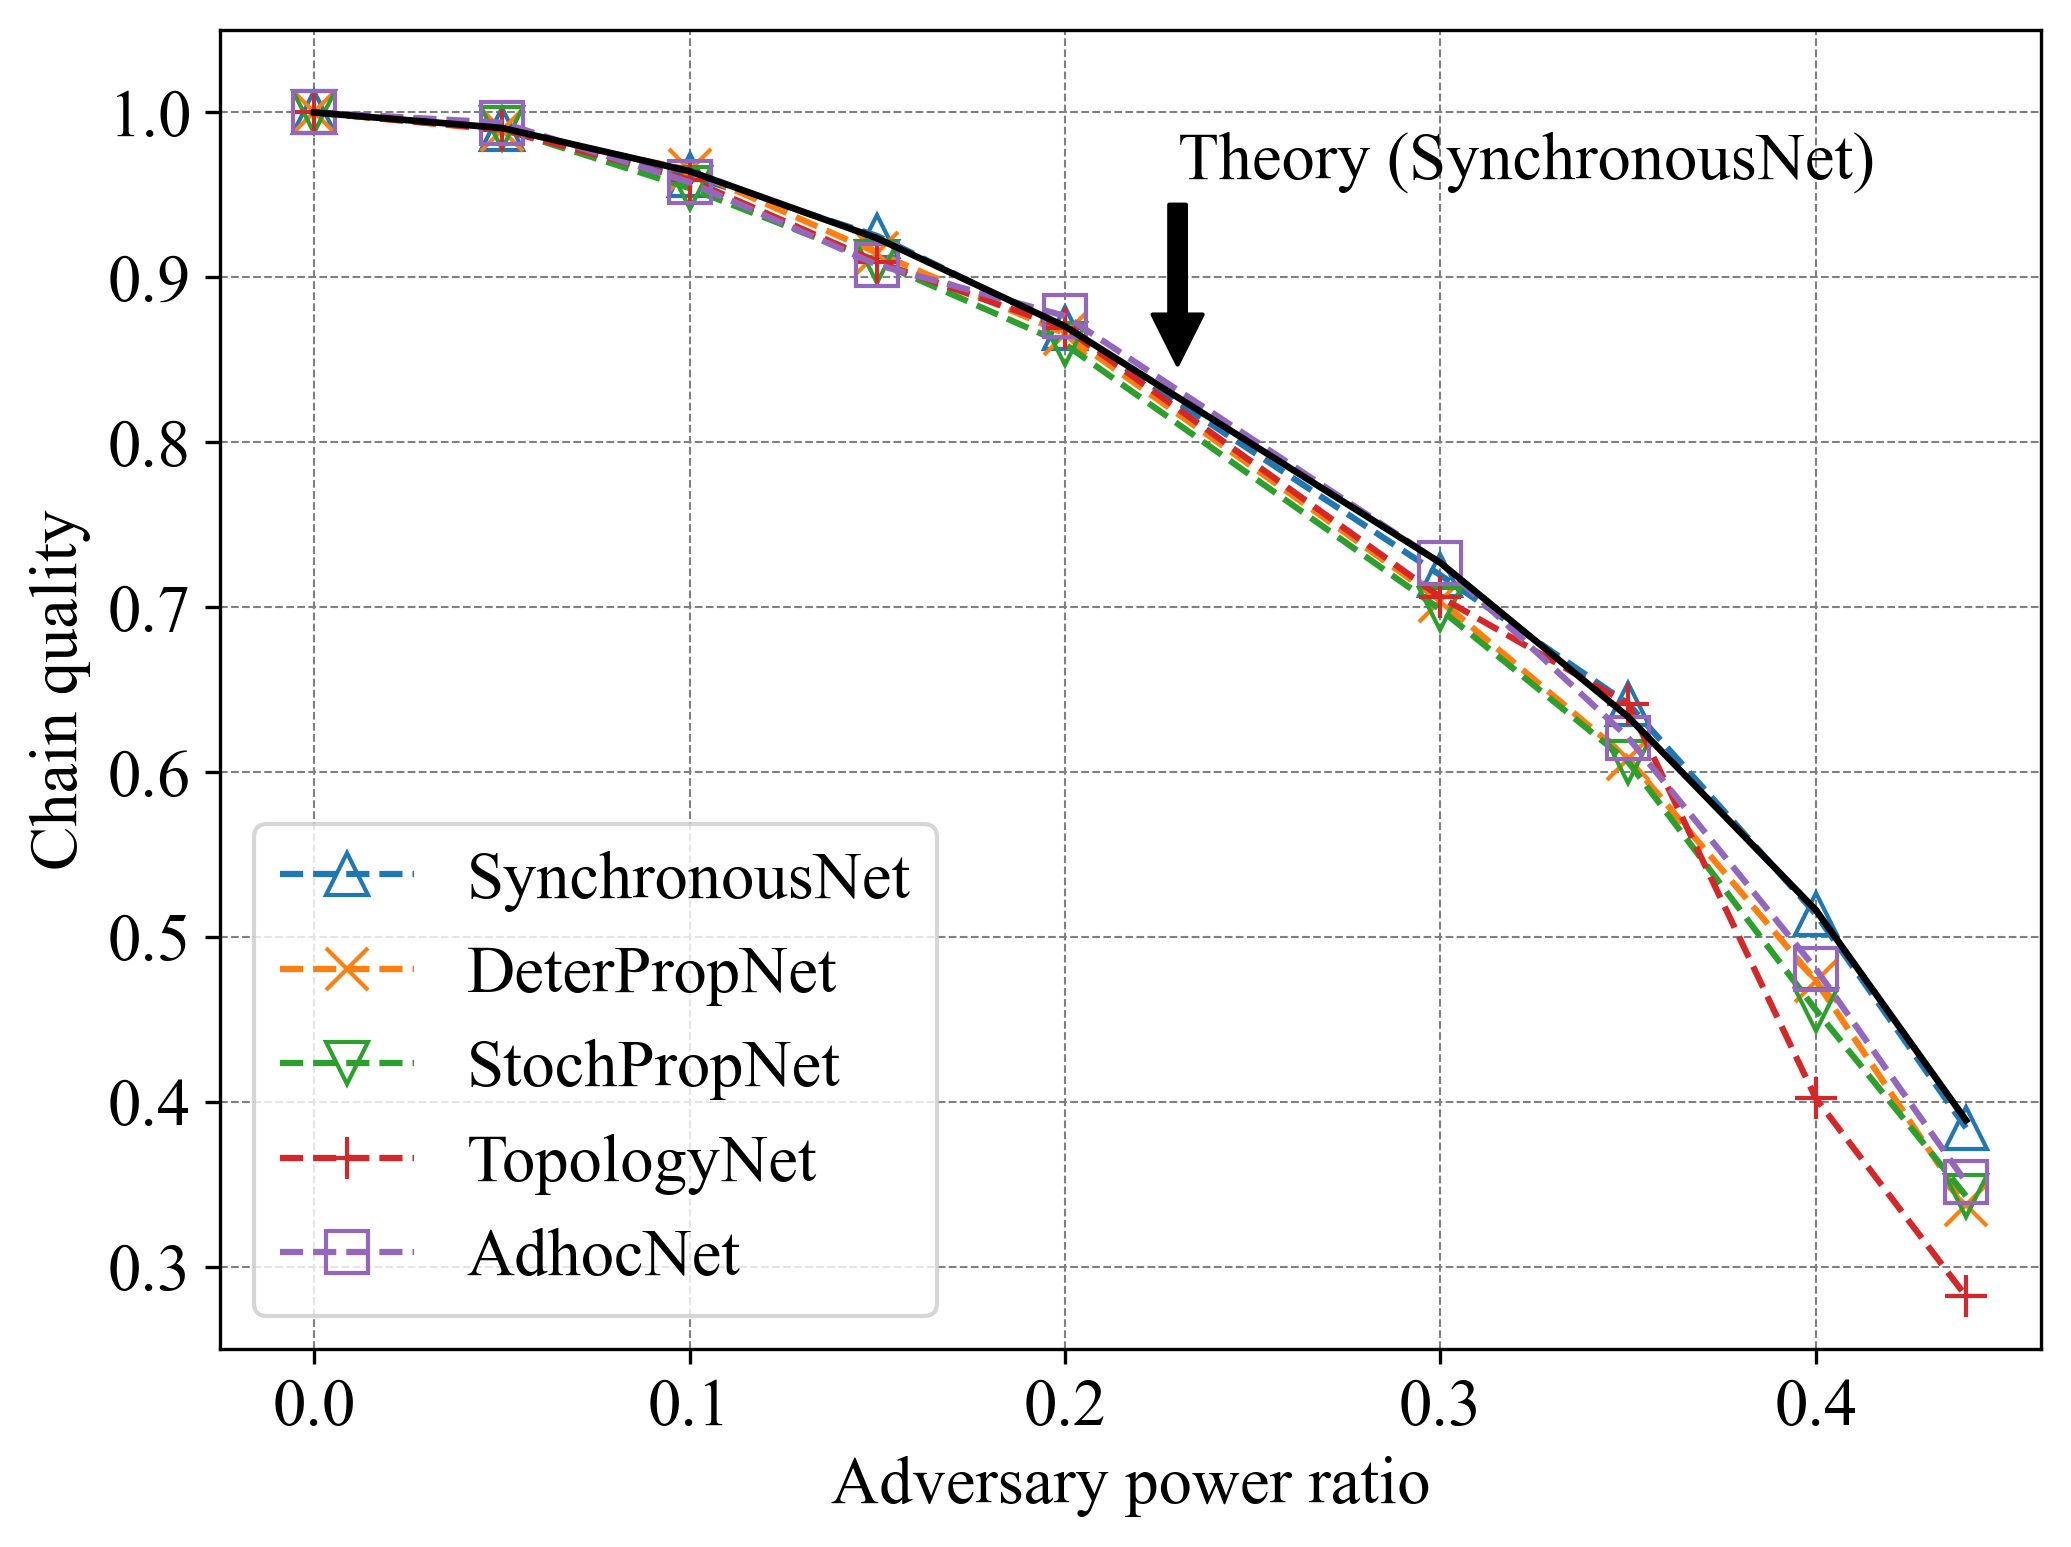 Theory (SynchronousNet)
1.0
0.9
0.8
0.7
0.6
0.5
0.4
0.3
Chain quality
SynchronousNet
DeterPropNet
StochPropNet
TopologyNet
AdhocNet
0.0 0.1 0.2 0.3 0.4
Adversary power ratio